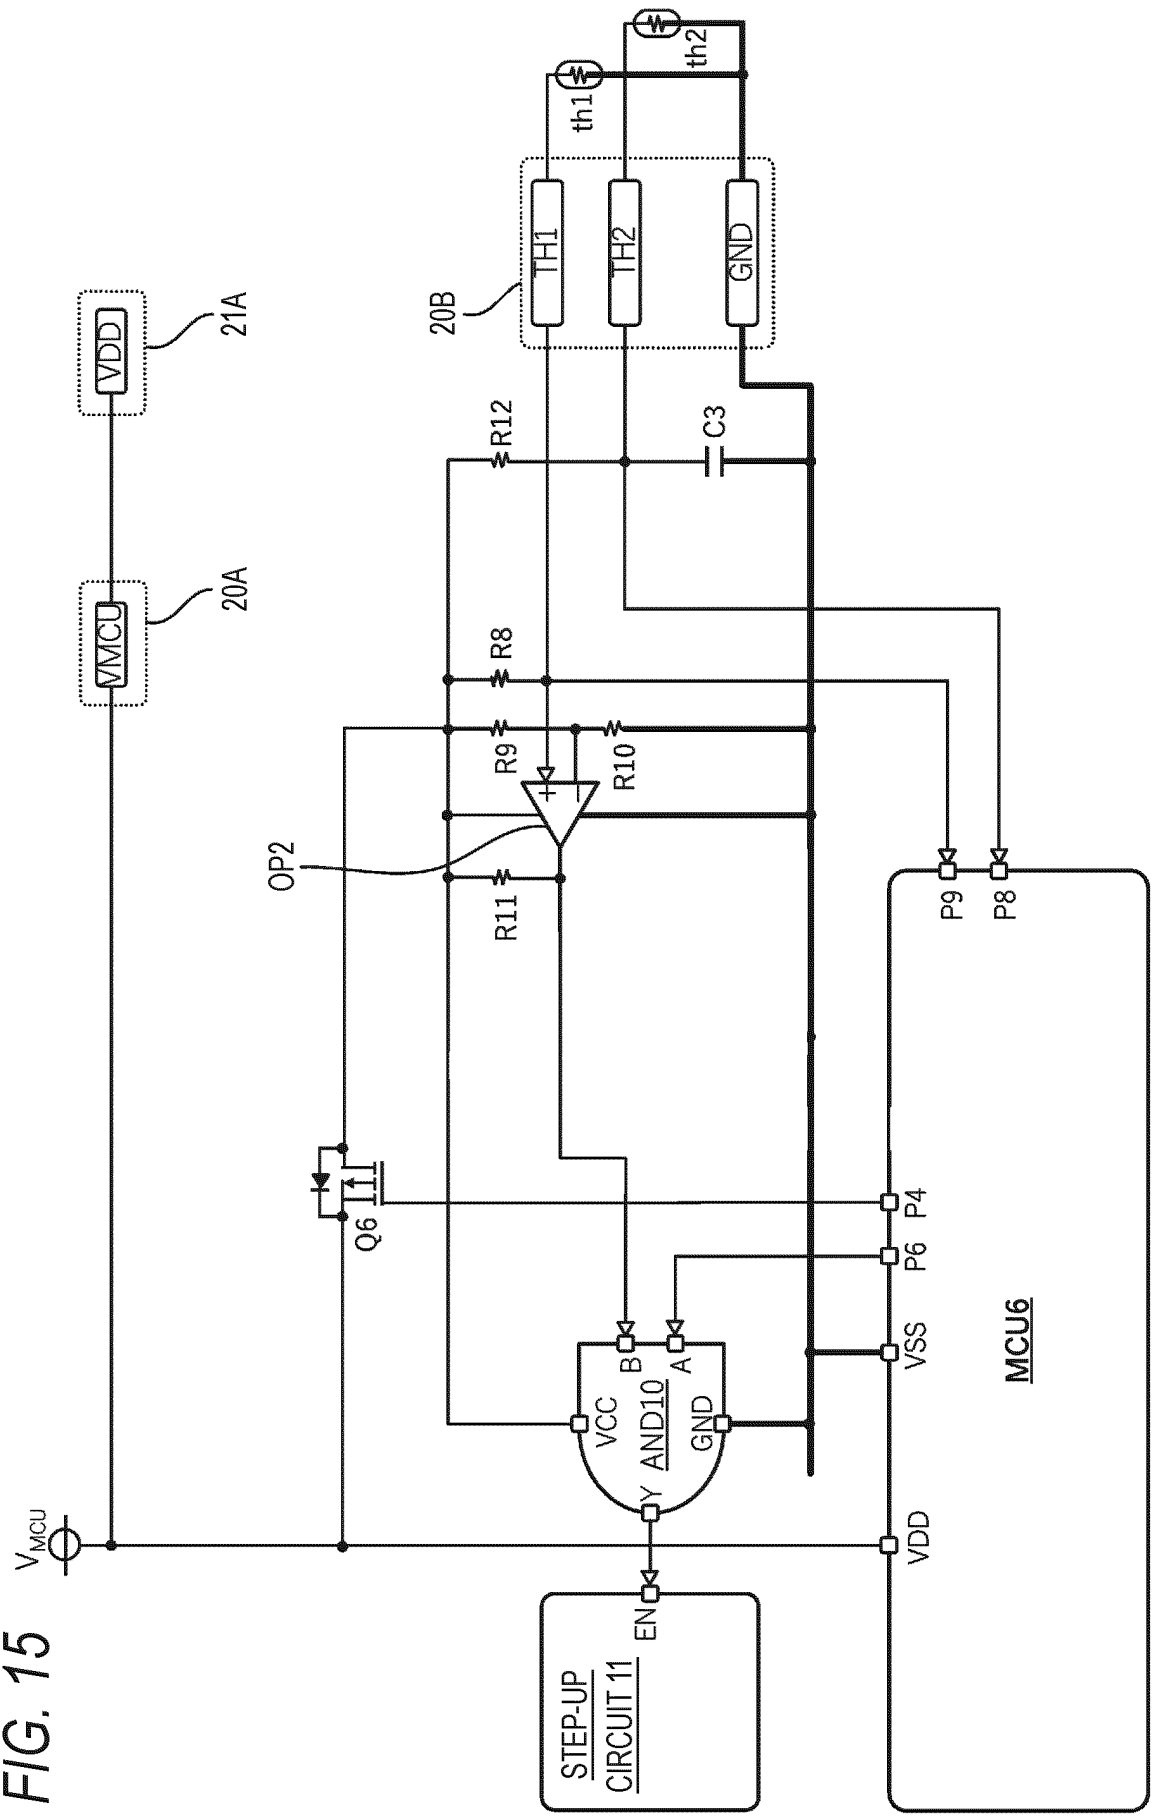 FIG. 15
V_MCU
VMCU
20A
VDD
21A
Q6
OP2
R11
R9
R8
R12
R10
C3
20B
TH1
TH2
GND
th1
th2
VCC
B
A
AND10
GND
Y
EN
STEP-UP
CIRCUIT 11
VDD
VSS
P6
P4
P9
P8
MCU6
+
−